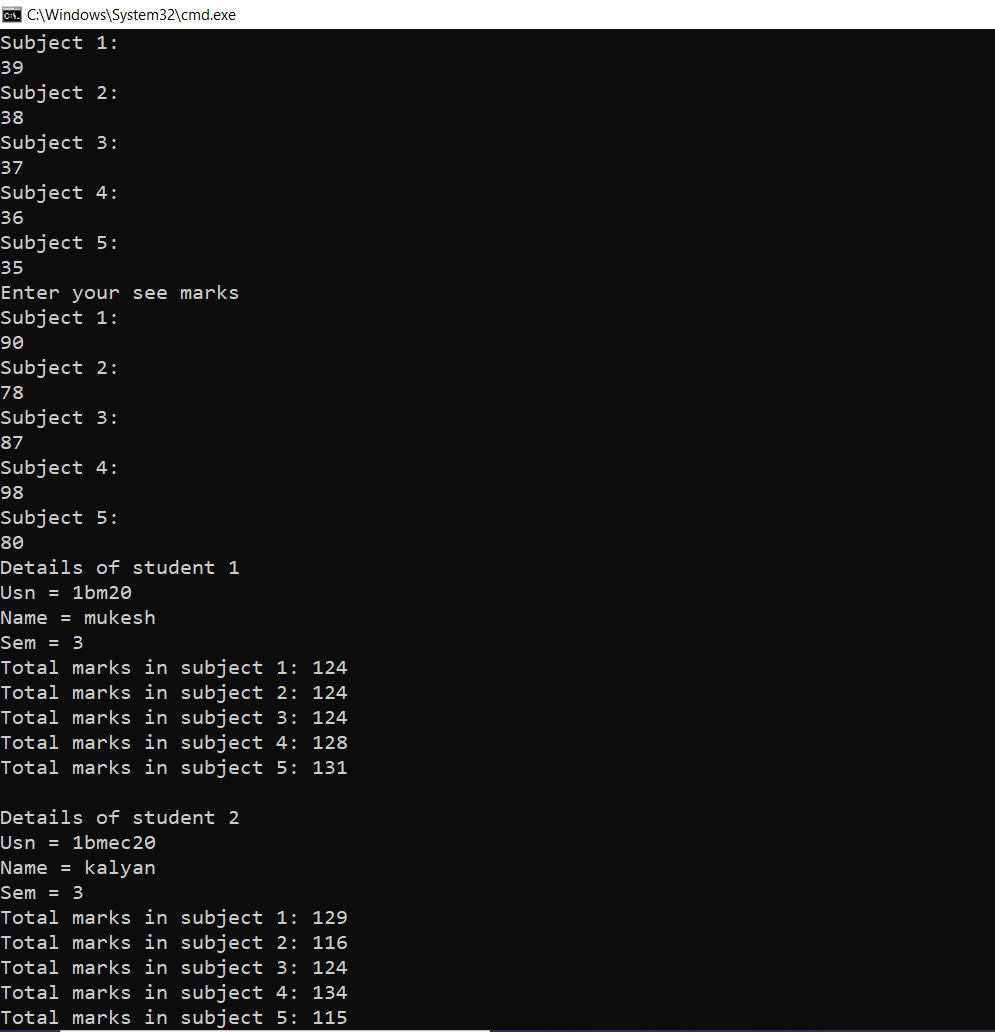 C:\Windows\System32\cmd.exe
Subject 1:
39
Subject 2:
38
Subject 3:
37
Subject 4:
36
Subject 5:
35
Enter your see marks
Subject 1:
90
Subject 2:
78
Subject 3:
87
Subject 4:
98
Subject 5:
80
Details of student 1
Usn = 1bm20
Name = mukesh
Sem = 3
Total marks in subject 1: 124
Total marks in subject 2: 124
Total marks in subject 3: 124
Total marks in subject 4: 128
Total marks in subject 5: 131

Details of student 2
Usn = 1bmec20
Name = kalyan
Sem = 3
Total marks in subject 1: 129
Total marks in subject 2: 116
Total marks in subject 3: 124
Total marks in subject 4: 134
Total marks in subject 5: 115